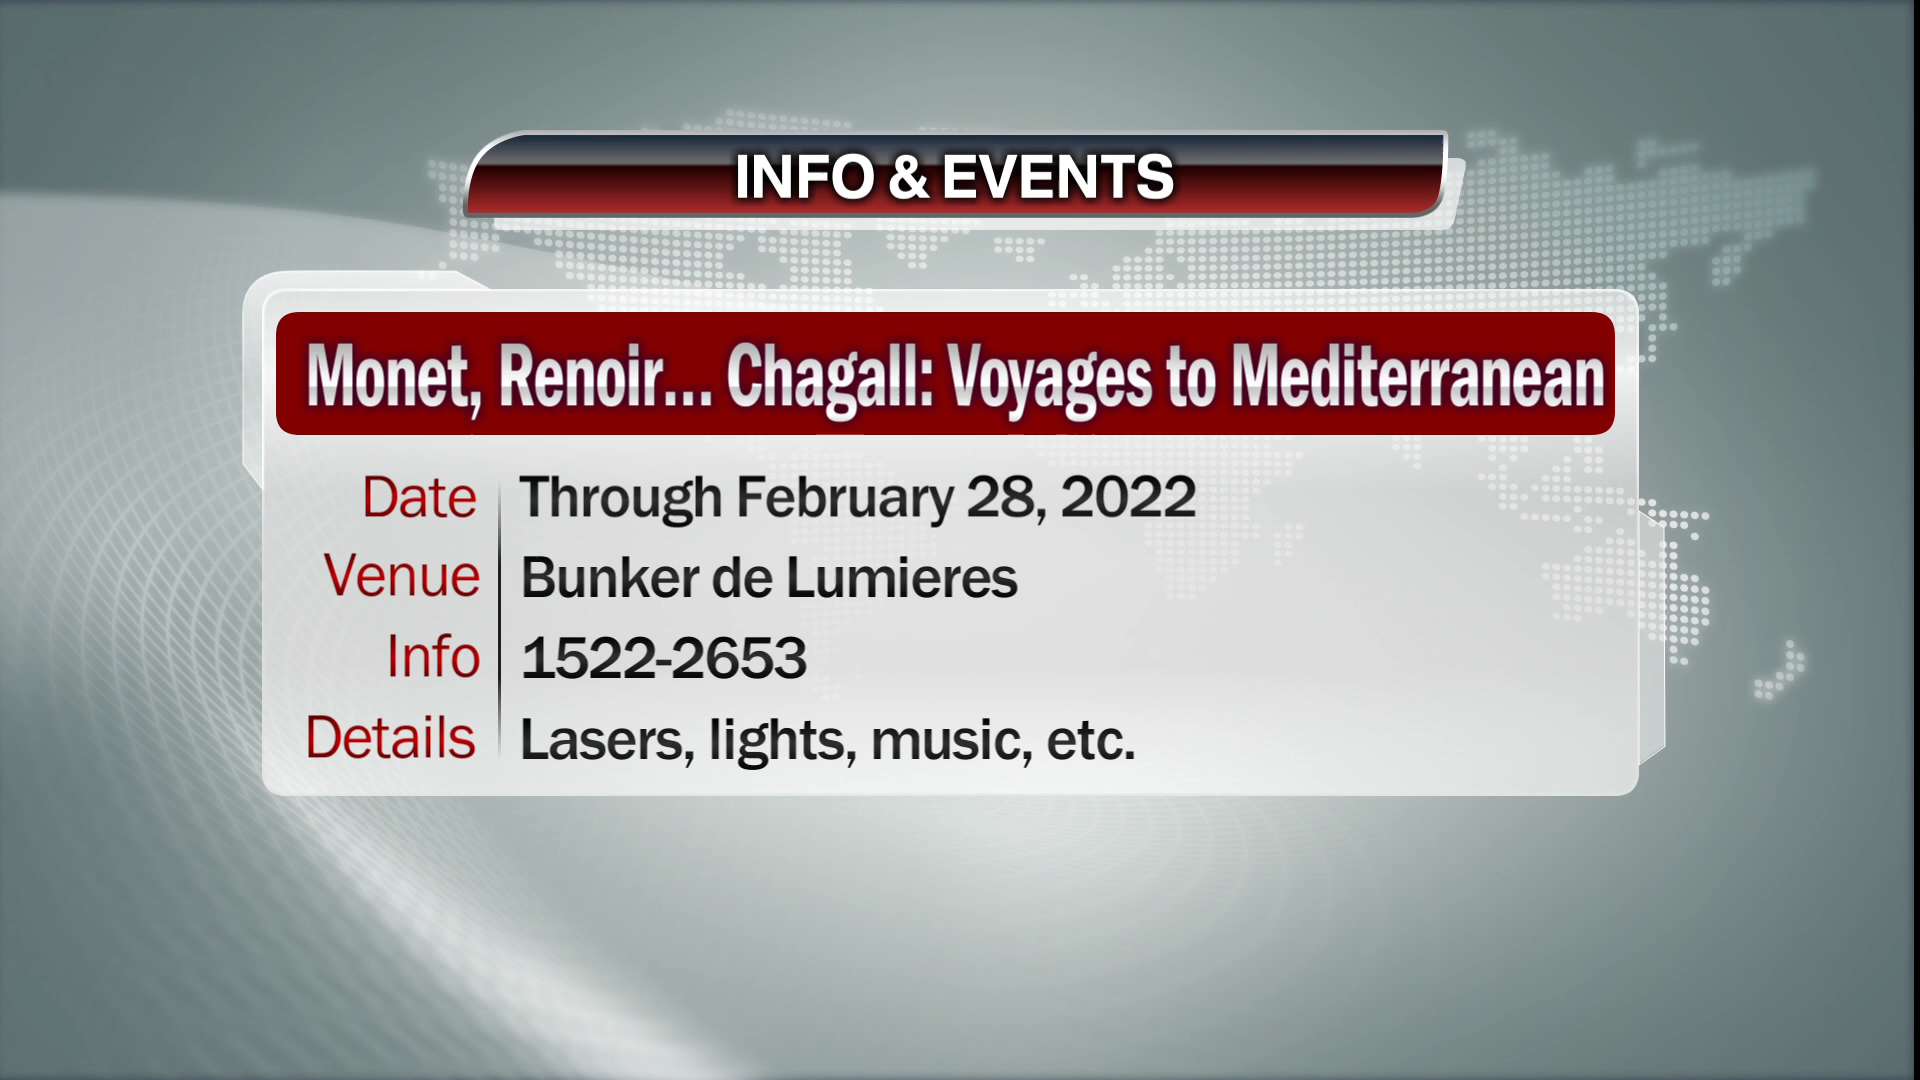 INFO & EVENTS
Monet, Renoir... Chagall: Voyages to Mediterranean
Date Through February 28, 2022
Venue Bunker de Lumieres
Info 1522-2653
Details Lasers, lights, music, etc.